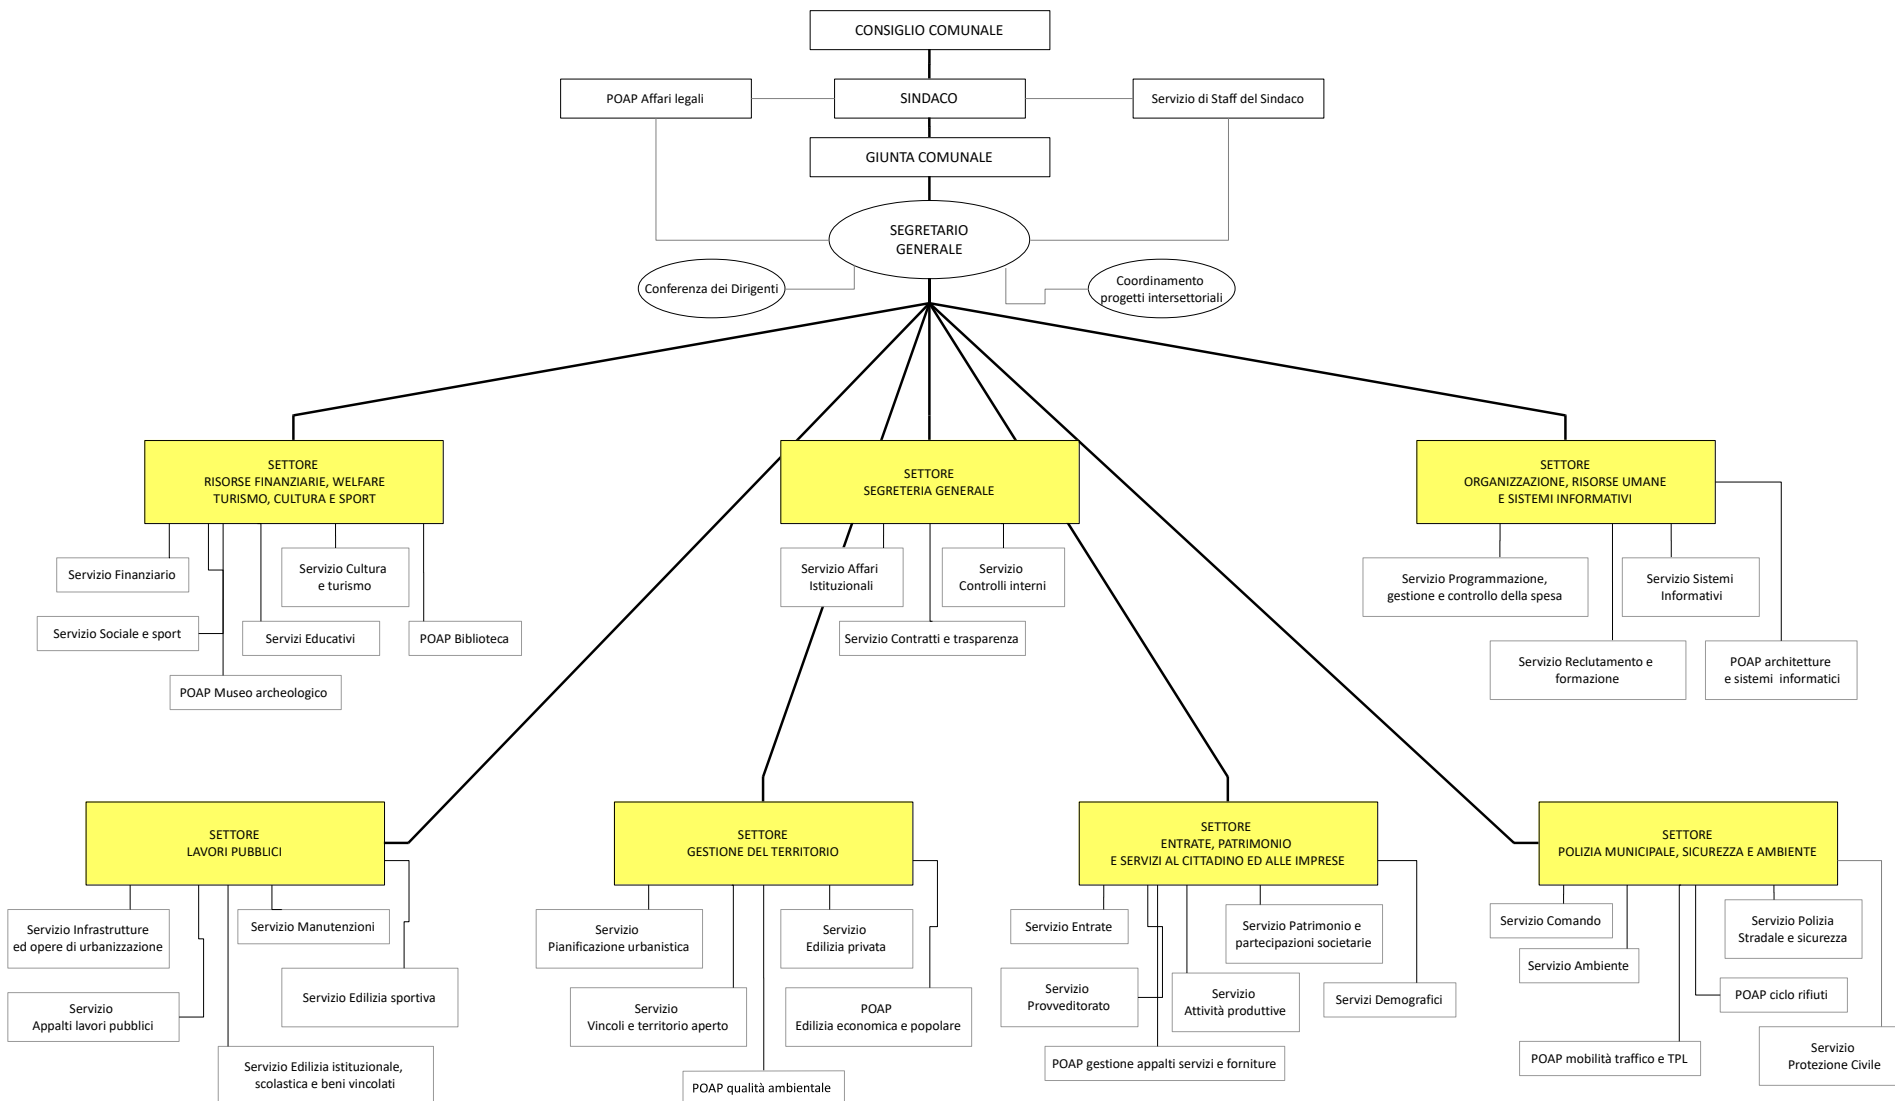 CONSIGLIO COMUNALE
POAP Affari legali
SINDACO
Servizio di Staff del Sindaco
GIUNTA COMUNALE
SEGRETARIO
GENERALE
Conferenza dei Dirigenti
Coordinamento
progetti intersettoriali
SETTORE
RISORSE FINANZIARIE, WELFARE
TURISMO, CULTURA E SPORT
SETTORE
SEGRETERIA GENERALE
SETTORE
ORGANIZZAZIONE, RISORSE UMANE
E SISTEMI INFORMATIVI
Servizio Finanziario
Servizio Cultura
e turismo
Servizio Sociale e sport
Servizi Educativi
POAP Biblioteca
POAP Museo archeologico
Servizio Affari
Istituzionali
Servizio
Controlli interni
Servizio Contratti e trasparenza
Servizio Programmazione,
gestione e controllo della spesa
Servizio Sistemi
Informativi
Servizio Reclutamento e
formazione
POAP architetture
e sistemi  informatici
SETTORE
LAVORI PUBBLICI
SETTORE
GESTIONE DEL TERRITORIO
SETTORE
ENTRATE, PATRIMONIO
E SERVIZI AL CITTADINO ED ALLE IMPRESE
SETTORE
POLIZIA MUNICIPALE, SICUREZZA E AMBIENTE
Servizio Infrastrutture
ed opere di urbanizzazione
Servizio Manutenzioni
Servizio Edilizia sportiva
Servizio
Appalti lavori pubblici
Servizio Edilizia istituzionale,
scolastica e beni vincolati
Servizio
Pianificazione urbanistica
Servizio
Edilizia privata
Servizio
Vincoli e territorio aperto
POAP
Edilizia economica e popolare
POAP qualità ambientale
Servizio Entrate
Servizio Patrimonio e
partecipazioni societarie
Servizio
Provveditorato
Servizio
Attività produttive
Servizi Demografici
POAP gestione appalti servizi e forniture
Servizio Comando
Servizio Polizia
Stradale e sicurezza
Servizio Ambiente
POAP ciclo rifiuti
POAP mobilità traffico e TPL
Servizio
Protezione Civile